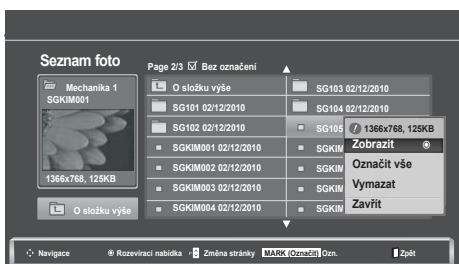 Seznam foto
Page 2/3 ☑ Bez označení
Mechanika 1
SGKIM001
1366x768, 125KB
O složku výše
O složku výše
SG101 02/12/2010
SG102 02/12/2010
SGKIM001 02/12/2010
SGKIM002 02/12/2010
SGKIM003 02/12/2010
SGKIM004 02/12/2010
SG103 02/12/2010
SG104 02/12/2010
SG105
SGKIM
SGKIM
SGKIM
SGKIM
1366x768, 125KB
Zobrazit
Označit vše
Vymazat
Zavřít
Navigace Rozevírací nabídka Změna stránky MARK (Označit) Ozn. Zpět